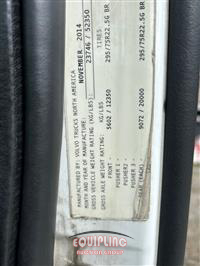 MANUFACTURED BY: VOLVO TRUCKS NORTH AMERICA
MONTH AND YEAR OF MANUFACTURE: NOVEMBER 2014
GROSS VEHICLE WEIGHT RATING (KG/LBS) 23746 / 52350
GROSS AXLE WEIGHT RATING: KG/LBS TIRES
FRONT - 5602 / 12350 295/75R22.5G BR
PUSHER 1 -
PUSHER2 -
PUSHER 3 -
9072 / 20000 295/75R22.5G BR
EQUIPLINC